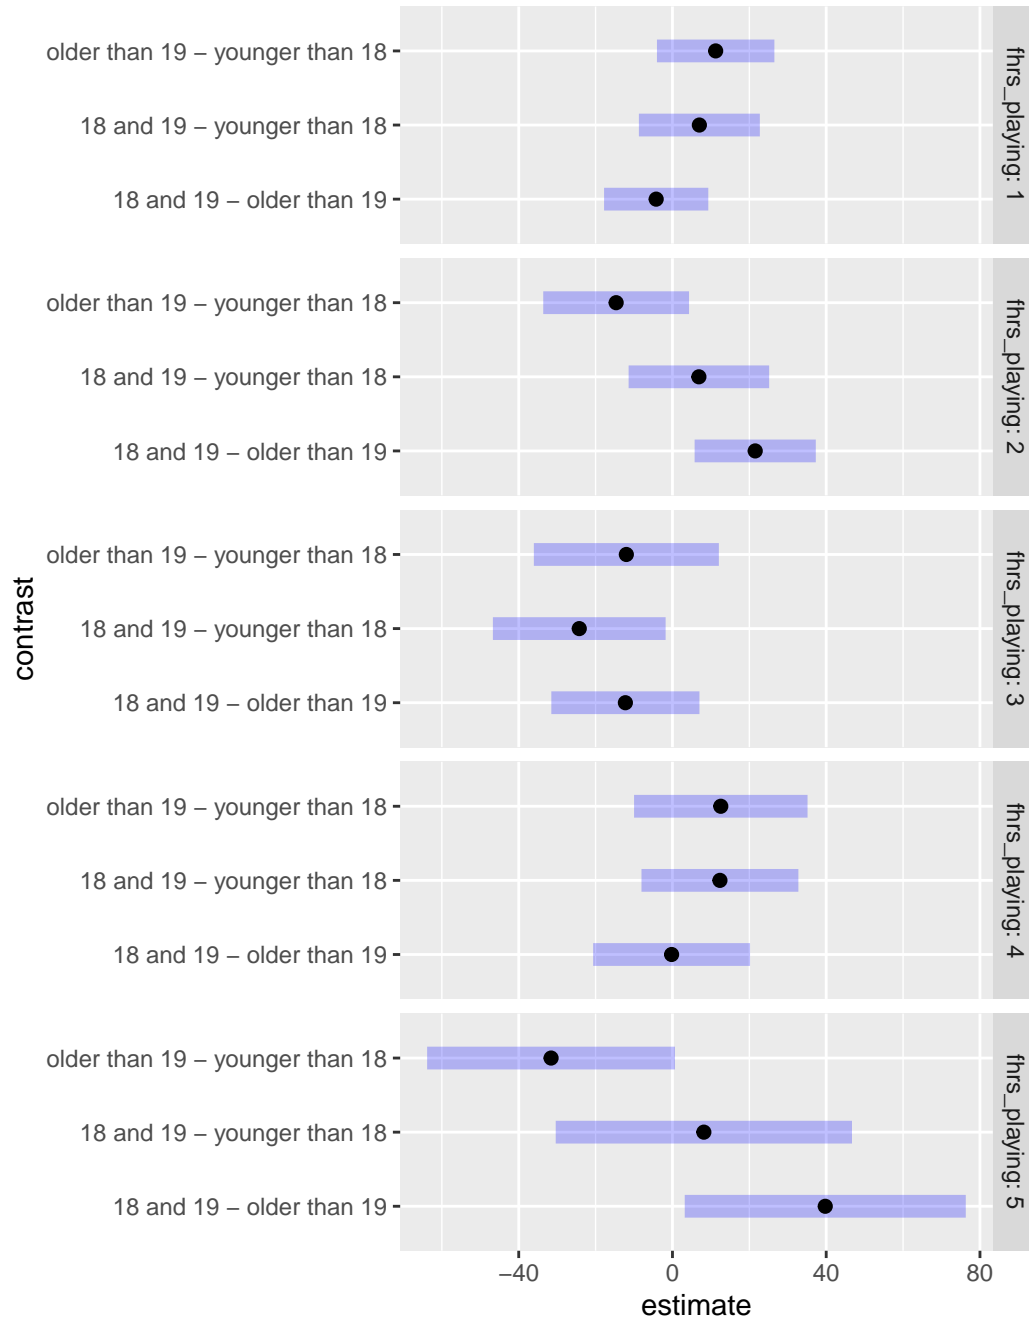 older than 19 – younger than 18
18 and 19 – younger than 18
18 and 19 – older than 19
fhrs_playing: 1
older than 19 – younger than 18
18 and 19 – younger than 18
18 and 19 – older than 19
fhrs_playing: 2
older than 19 – younger than 18
18 and 19 – younger than 18
18 and 19 – older than 19
fhrs_playing: 3
older than 19 – younger than 18
18 and 19 – younger than 18
18 and 19 – older than 19
fhrs_playing: 4
older than 19 – younger than 18
18 and 19 – younger than 18
18 and 19 – older than 19
fhrs_playing: 5
contrast
−40 0 40 80
estimate